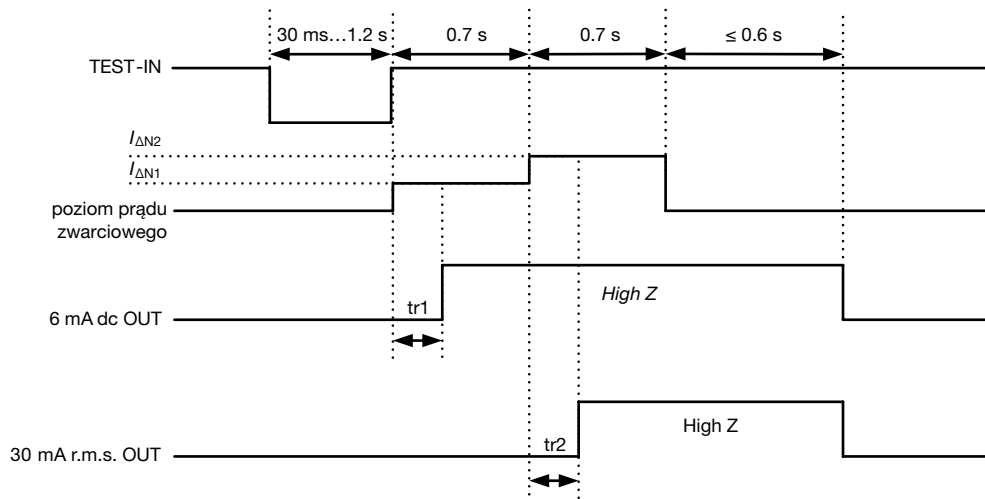 30 ms…1.2 s
0.7 s
0.7 s
≤ 0.6 s
TEST-IN
IΔN2
IΔN1
poziom prądu
zwarciowego
High Z
tr1
6 mA dc OUT
High Z
tr2
30 mA r.m.s. OUT